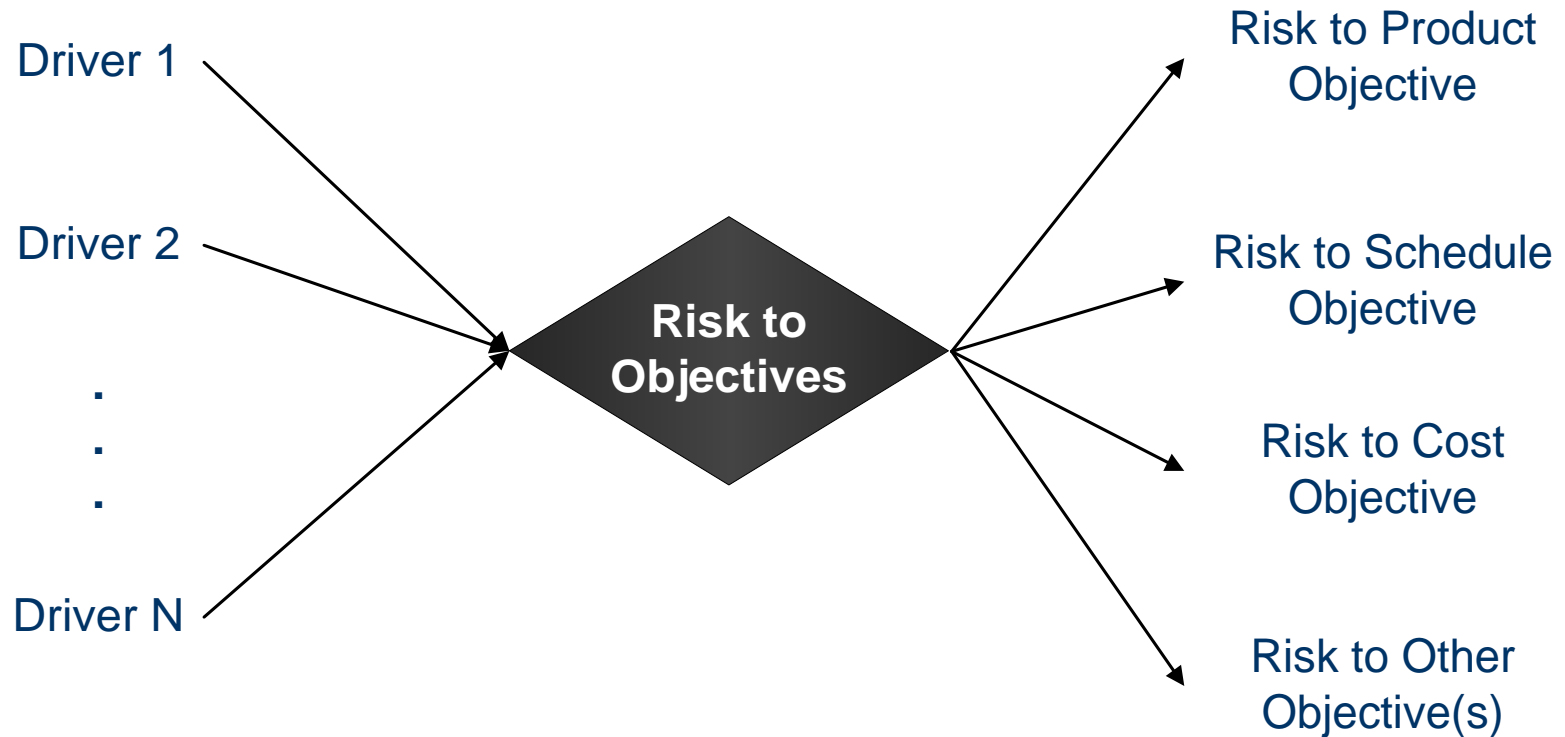 Driver 1
Driver 2
.
.
.
Driver N
Risk to
Objectives
Risk to Product
Objective
Risk to Schedule
Objective
Risk to Cost
Objective
Risk to Other
Objective(s)